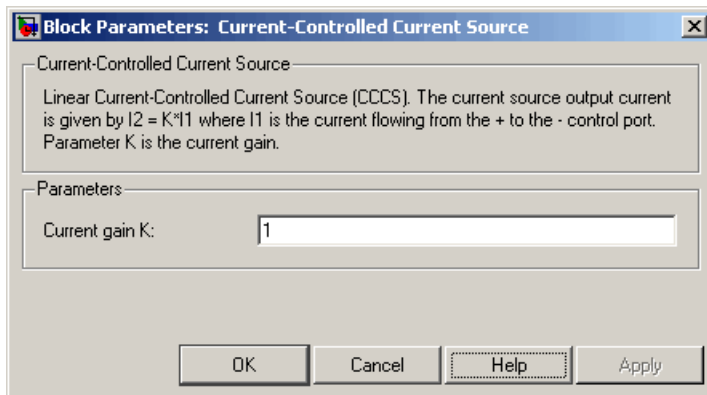 Block Parameters: Current-Controlled Current Source
Current-Controlled Current Source
Linear Current-Controlled Current Source (CCCS). The current source output current
is given by I2 = K*I1 where I1 is the current flowing from the + to the - control port.
Parameter K is the current gain.
Parameters
Current gain K: 1
OK Cancel Help Apply